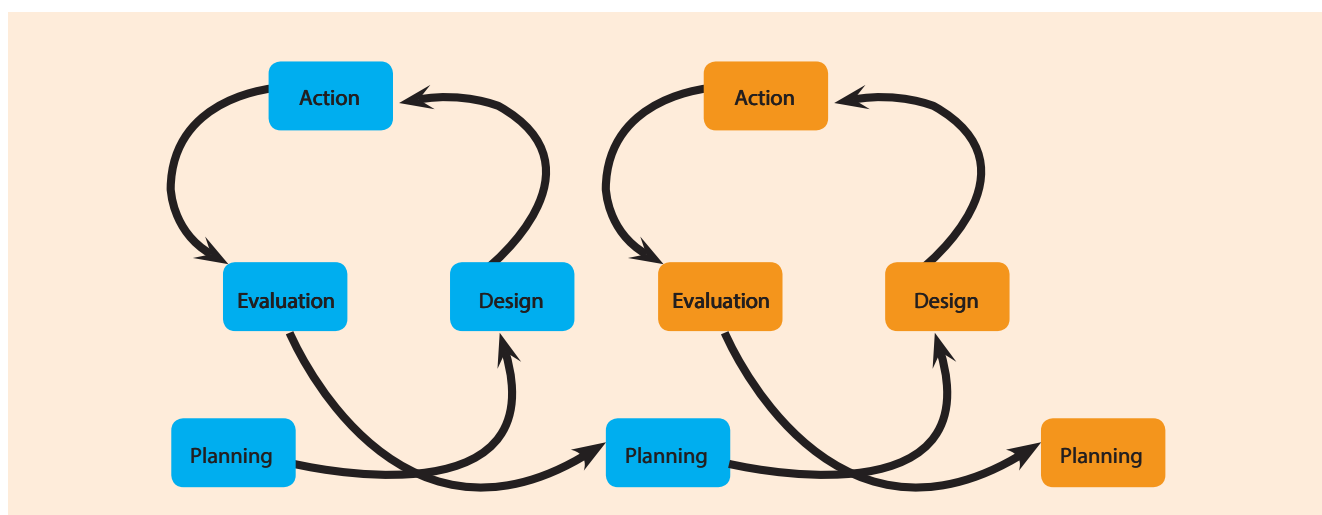 Action
Action
Evaluation
Design
Evaluation
Design
Planning
Planning
Planning